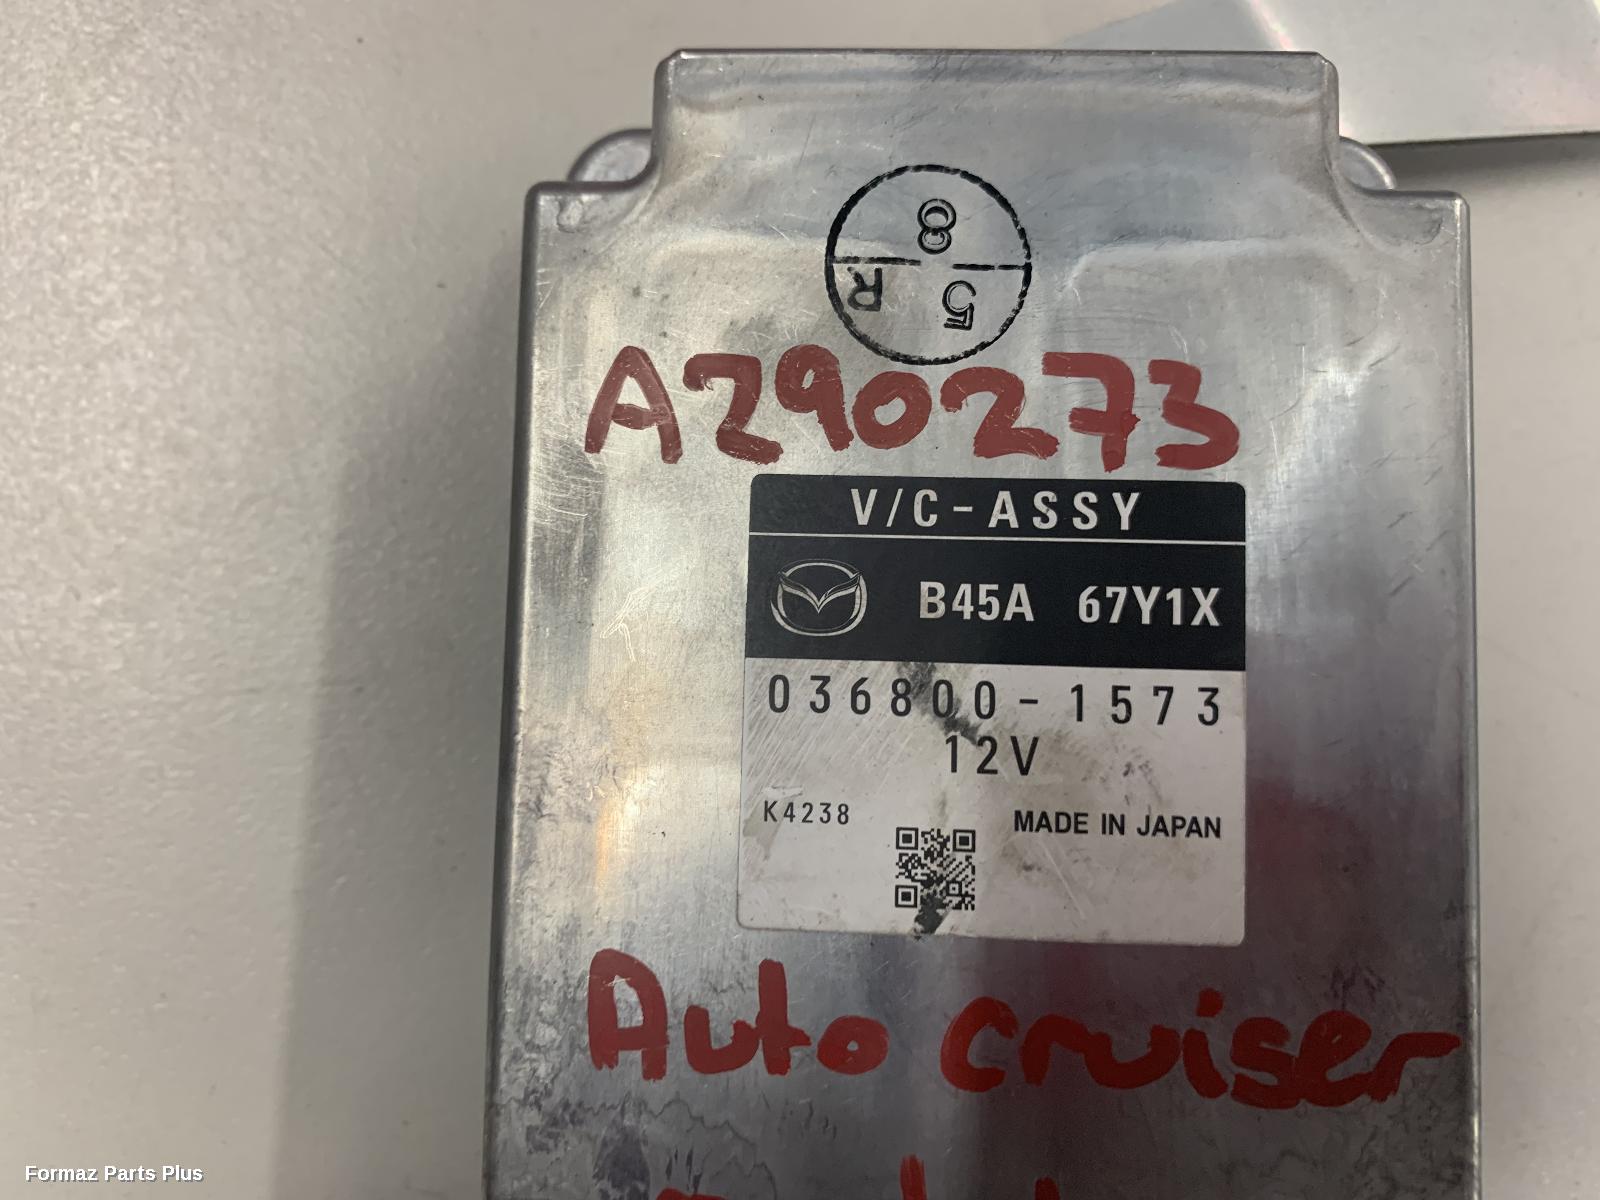 8
R 5
A290273
V/C-ASSY
B45A 67Y1X
036800-1573
12V
K4238
MADE IN JAPAN
Auto cruiser
Formaz Parts Plus